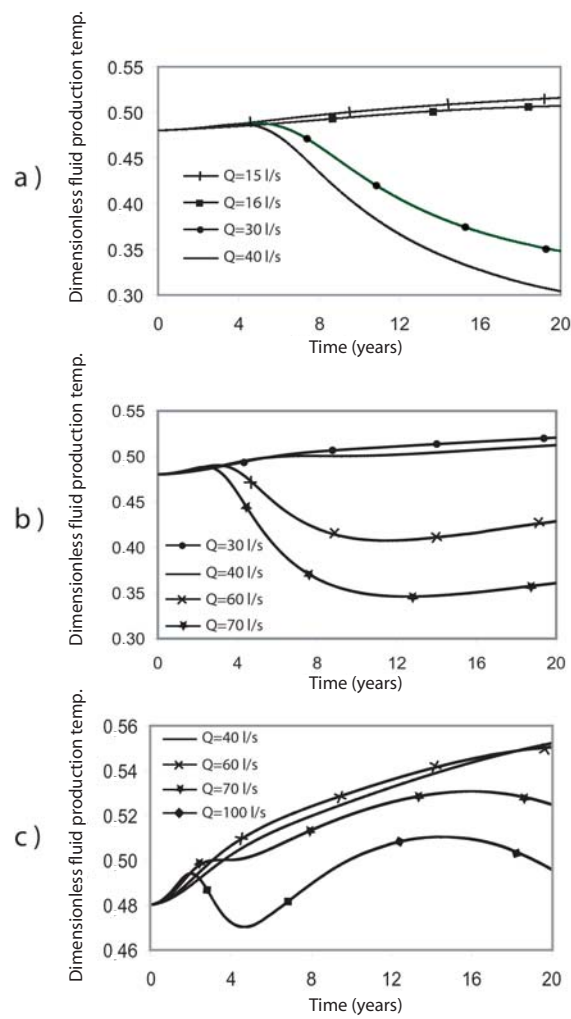 a )
Dimensionless fluid production temp.
0.55
0.50
0.45
0.40
0.35
0.30
Q=15 l/s
Q=16 l/s
Q=30 l/s
Q=40 l/s
0 4 8 12 16 20
Time (years)
b )
Dimensionless fluid production temp.
0.55
0.50
0.45
0.40
0.35
0.30
Q=30 l/s
Q=40 l/s
Q=60 l/s
Q=70 l/s
0 4 8 12 16 20
Time (years)
c )
Dimensionless fluid production temp.
0.56
0.54
0.52
0.50
0.48
0.46
Q=40 l/s
Q=60 l/s
Q=70 l/s
Q=100 l/s
0 4 8 12 16 20
Time (years)